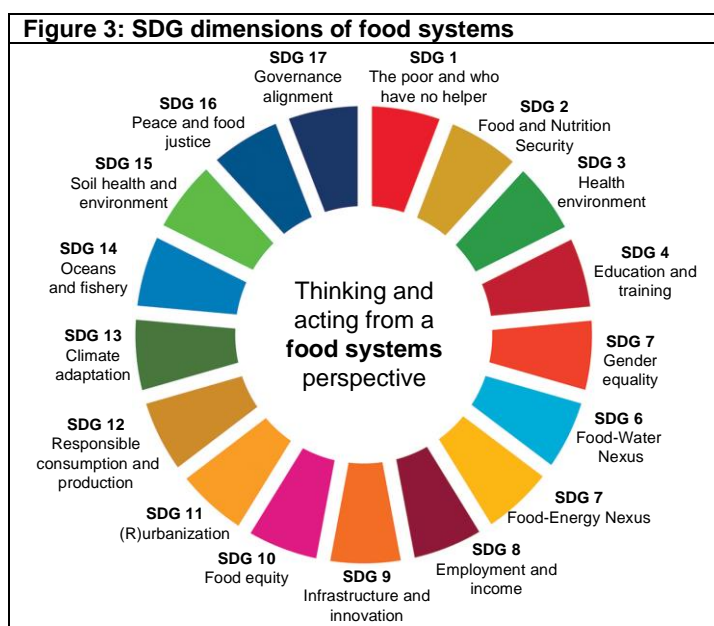 Figure 3: SDG dimensions of food systems
SDG 1
The poor and who
have no helper
SDG 2
Food and Nutrition
Security
SDG 3
Health
environment
SDG 4
Education and
training
SDG 7
Gender
equality
SDG 6
Food-Water
Nexus
SDG 7
Food-Energy Nexus
SDG 8
Employment and
income
SDG 9
Infrastructure and
innovation
SDG 10
Food equity
SDG 11
(R)urbanization
SDG 12
Responsible
consumption and
production
SDG 13
Climate
adaptation
SDG 14
Oceans
and fishery
SDG 15
Soil health and
environment
SDG 16
Peace and food
justice
SDG 17
Governance
alignment
Thinking and
acting from a
food systems
perspective